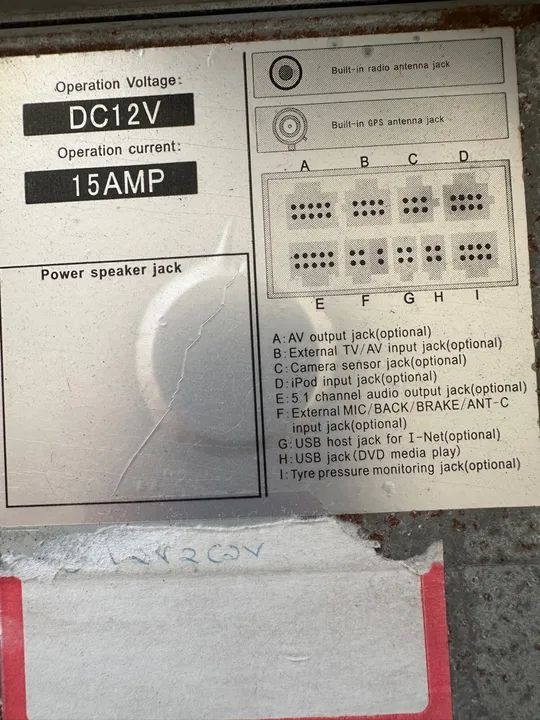 Operation Voltage:
DC12V
Operation current:
15AMP
Power speaker jack
Built-in radio antenna jack
Built-in GPS antenna jack
A B C D
E F G H I
A:AV output jack(optional)
B:External TV/AV input jack(optional)
C:Camera sensor jack(optional)
D:iPod input jack(optional)
E:5.1 channel audio output jack(optional)
F:External MIC/BACK/BRAKE/ANT-C
input jack(optional)
G:USB host jack for I-Net(optional)
H:USB jack(DVD media play)
I:Tyre pressure monitoring jack(optional)